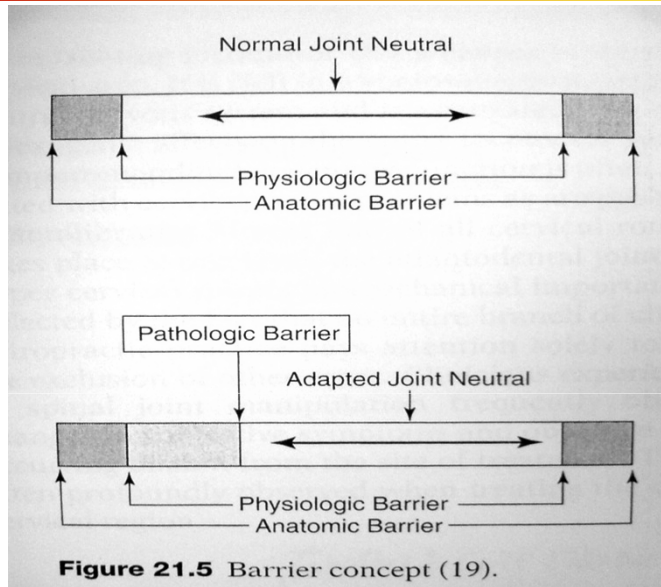 Normal Joint Neutral
Physiologic Barrier
Anatomic Barrier
Pathologic Barrier
Adapted Joint Neutral
Physiologic Barrier
Anatomic Barrier
Figure 21.5 Barrier concept (19).